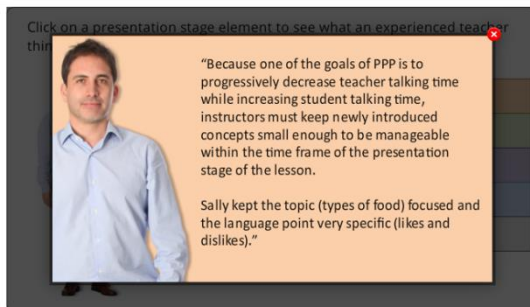 Click on a presentation stage element to see what an experienced teacher
thin
“Because one of the goals of PPP is to
progressively decrease teacher talking time
while increasing student talking time,
instructors must keep newly introduced
concepts small enough to be manageable
within the time frame of the presentation
stage of the lesson.
Sally kept the topic (types of food) focused and
the language point very specific (likes and
dislikes).”